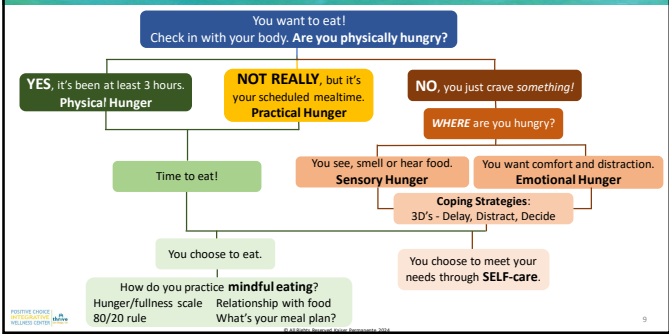 You want to eat!
Check in with your body. Are you physically hungry?
YES, it's been at least 3 hours.
Physical Hunger
NOT REALLY, but it's
your scheduled mealtime.
Practical Hunger
NO, you just crave something!
WHERE are you hungry?
Time to eat!
You see, smell or hear food.
Sensory Hunger
You want comfort and distraction.
Emotional Hunger
Coping Strategies:
3D's - Delay, Distract, Decide
You choose to eat.
You choose to meet your
needs through SELF-care.
How do you practice mindful eating?
Hunger/fullness scale Relationship with food
80/20 rule What's your meal plan?
POSITIVE CHOICE
INTEGRATIVE
WELLNESS CENTER
thrive
9
© All Rights Reserved Kaiser Permanente 2024